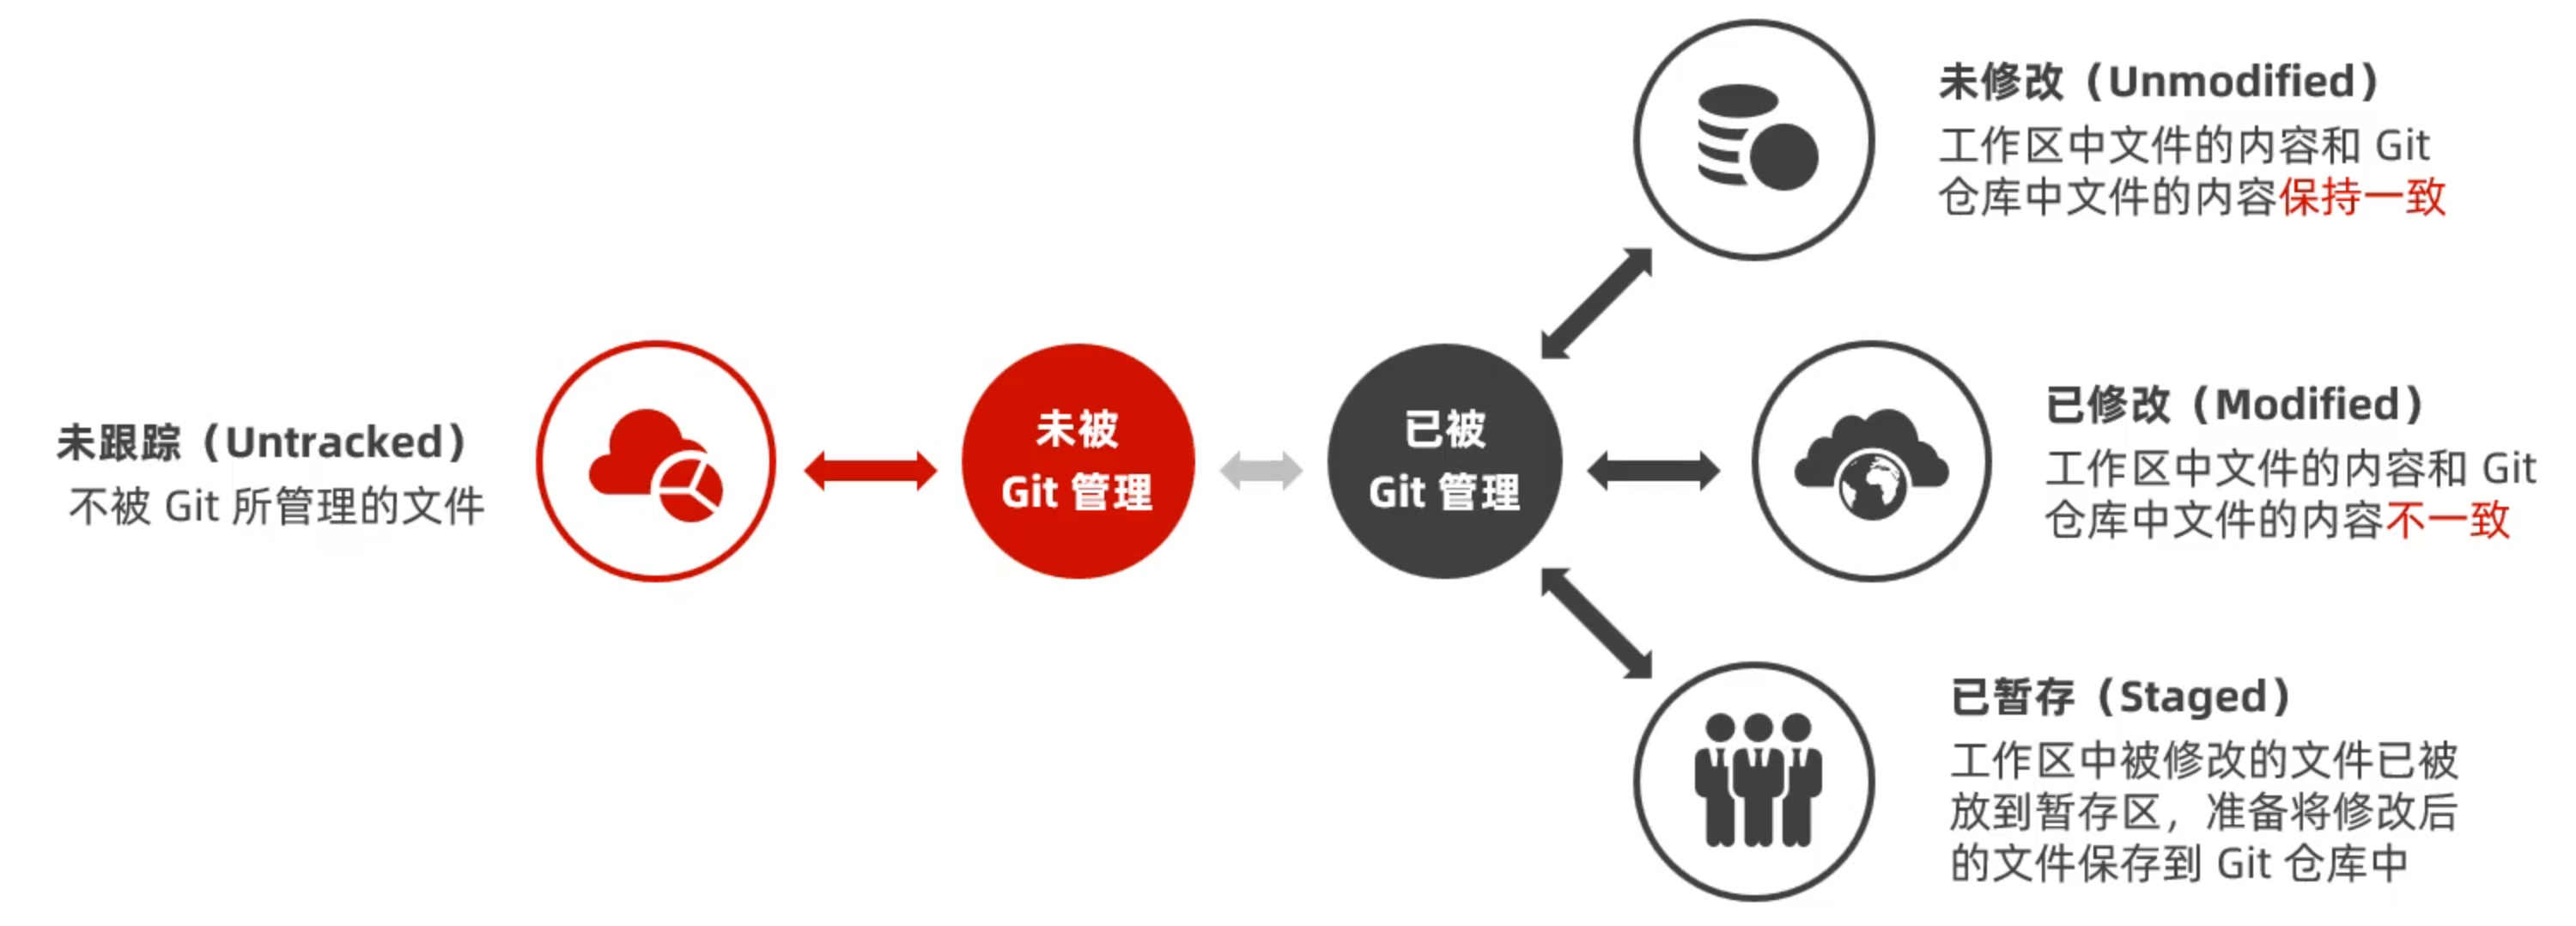 未跟踪（Untracked）
不被 Git 所管理的文件
未被
Git 管理
已被
Git 管理
未修改（Unmodified）
工作区中文件的内容和 Git
仓库中文件的内容保持一致
已修改（Modified）
工作区中文件的内容和 Git
仓库中文件的内容不一致
已暂存（Staged）
工作区中被修改的文件已被
放到暂存区，准备将修改后
的文件保存到 Git 仓库中